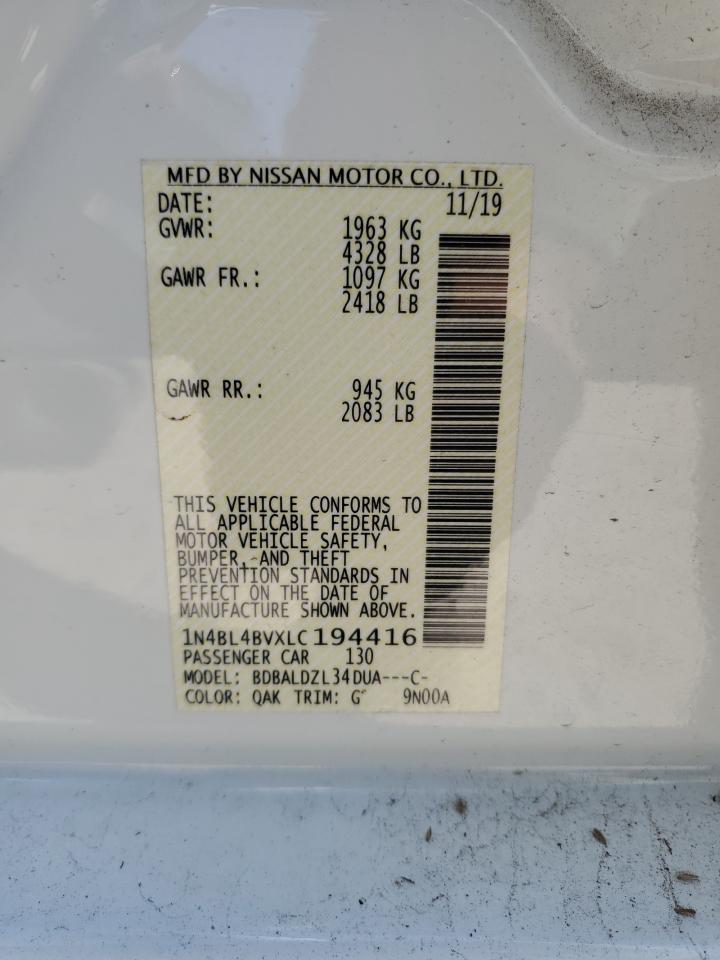 MFD BY NISSAN MOTOR CO., LTD.
DATE: 11/19
GVWR: 1963 KG
4328 LB
GAWR FR.: 1097 KG
2418 LB
GAWR RR.: 945 KG
2083 LB
THIS VEHICLE CONFORMS TO
ALL APPLICABLE FEDERAL
MOTOR VEHICLE SAFETY,
BUMPER, AND THEFT
PREVENTION STANDARDS IN
EFFECT ON THE DATE OF
MANUFACTURE SHOWN ABOVE.
1N4BL4BVXLC194416
PASSENGER CAR 130
MODEL: BDBALDZL34DUA---C-
COLOR: QAK TRIM: 9N00A